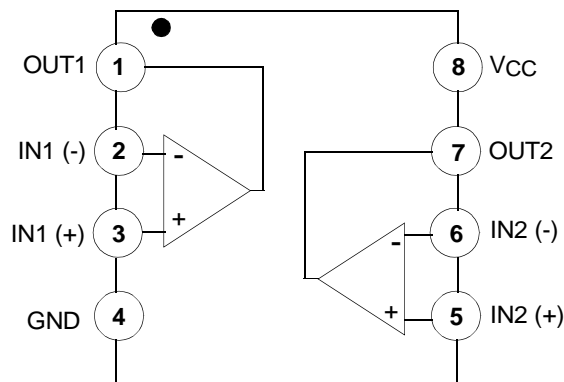 OUT1 1 8 VCC
IN1 (-) 2 - 7 OUT2
IN1 (+) 3 + - 6 IN2 (-)
GND 4 + 5 IN2 (+)